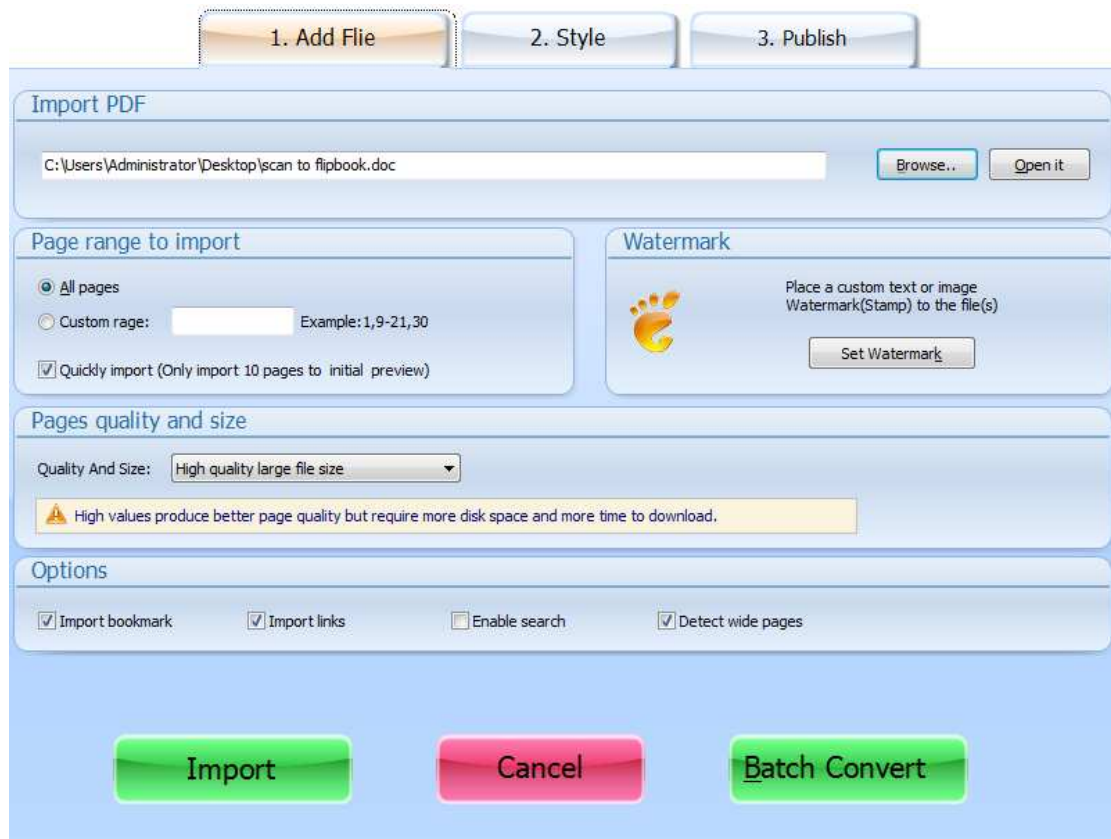 1. Add Flie
2. Style
3. Publish
Import PDF
C:\Users\Administrator\Desktop\scan to flipbook.doc
Browse..
Open it
Page range to import
All pages
Custom rage:
Example:1,9-21,30
Quickly import (Only import 10 pages to initial preview)
Watermark
Place a custom text or image
Watermark(Stamp) to the file(s)
Set Watermark
Pages quality and size
Quality And Size:
High quality large file size
High values produce better page quality but require more disk space and more time to download.
Options
Import bookmark
Import links
Enable search
Detect wide pages
Import
Cancel
Batch Convert